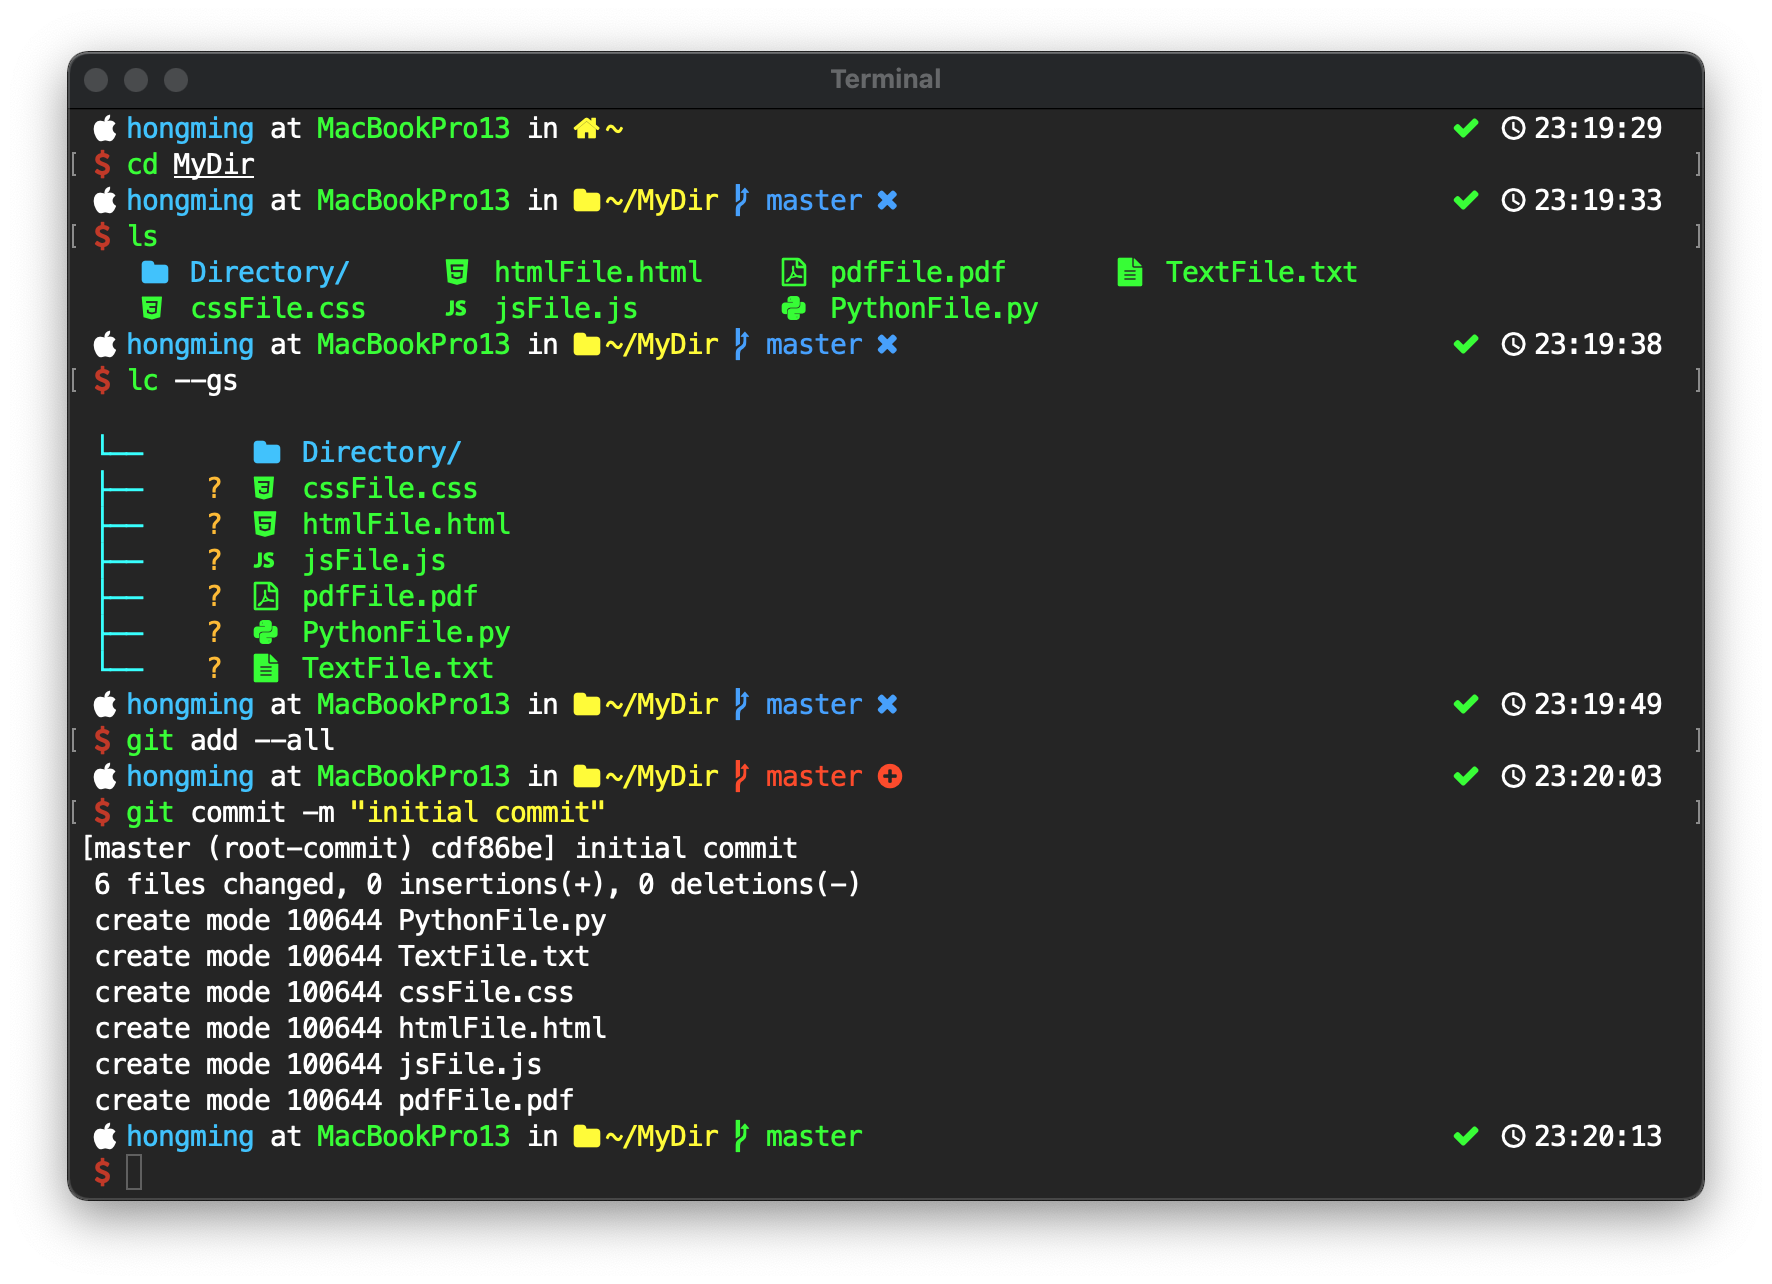 Terminal
hongming at MacBookPro13 in ~ 23:19:29
[ $ cd MyDir ]
hongming at MacBookPro13 in ~/MyDir master ✖ ✔ 23:19:33
[ $ ls ]
Directory/ htmlFile.html pdfFile.pdf TextFile.txt
cssFile.css JS jsFile.js PythonFile.py
hongming at MacBookPro13 in ~/MyDir master ✖ ✔ 23:19:38
[ $ lc --gs ]
└── Directory/
├── ? cssFile.css
├── ? htmlFile.html
├── ? JS jsFile.js
├── ? pdfFile.pdf
├── ? PythonFile.py
└── ? TextFile.txt
hongming at MacBookPro13 in ~/MyDir master ✖ ✔ 23:19:49
[ $ git add --all ]
hongming at MacBookPro13 in ~/MyDir master ✔ 23:20:03
[ $ git commit -m "initial commit" ]
[master (root-commit) cdf86be] initial commit
6 files changed, 0 insertions(+), 0 deletions(-)
create mode 100644 PythonFile.py
create mode 100644 TextFile.txt
create mode 100644 cssFile.css
create mode 100644 htmlFile.html
create mode 100644 jsFile.js
create mode 100644 pdfFile.pdf
hongming at MacBookPro13 in ~/MyDir master ✔ 23:20:13
$